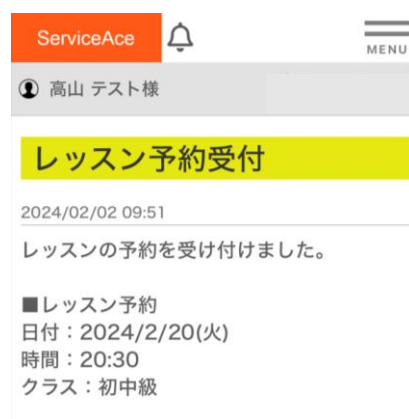 ServiceAce
MENU
高山 テスト様
レッスン予約受付
2024/02/02 09:51
レッスンの予約を受け付けました。
■レッスン予約
日付：2024/2/20(火)
時間：20:30
クラス：初中級